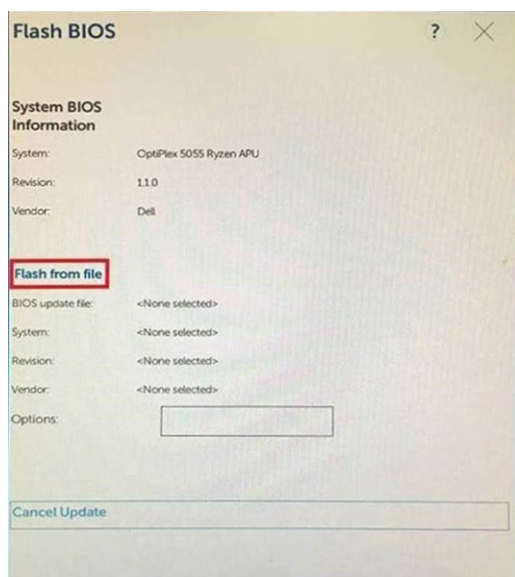 Flash BIOS ?
System BIOS
Information
System: OptiPlex 5055 Ryzen APU
Revision: 1.1.0
Vendor: Dell
Flash from file
BIOS update file: <None selected>
System: <None selected>
Revision: <None selected>
Vendor: <None selected>
Options:
Cancel Update